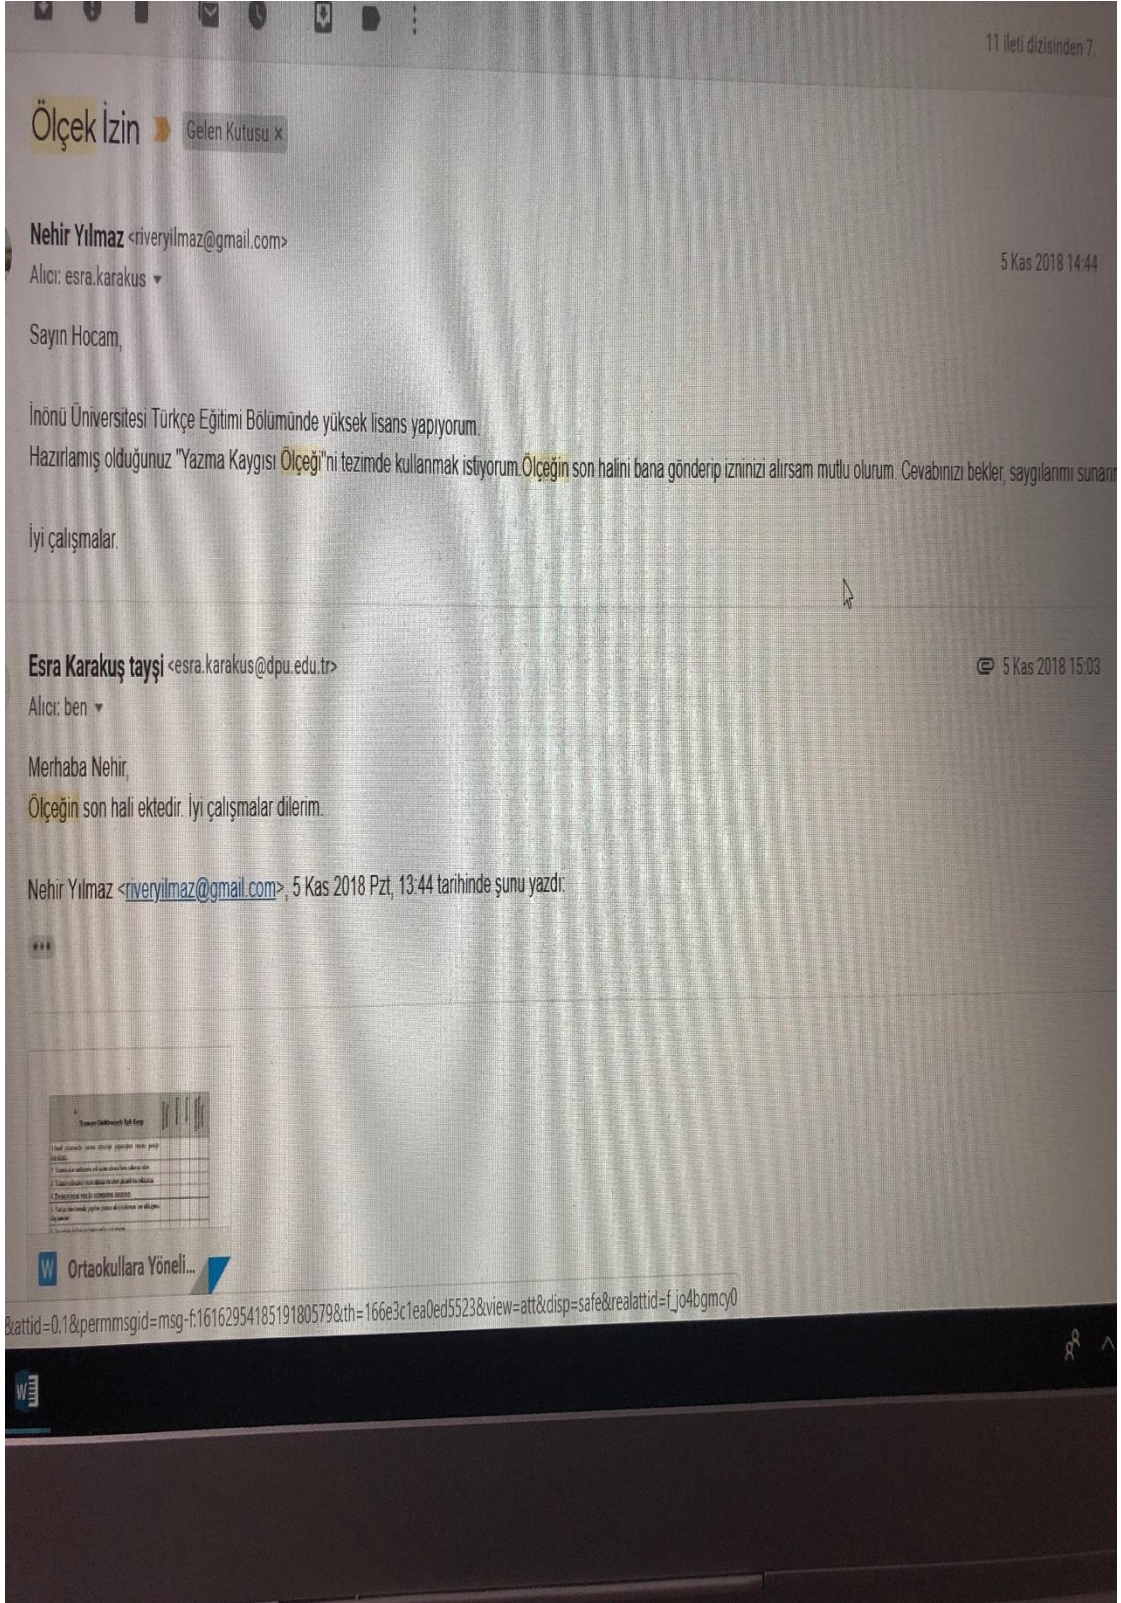 11 ileti dizisinden 7.
Ölçek İzin
Gelen Kutusu x
Nehir Yılmaz <riveryilmaz@gmail.com>
5 Kas 2018 14:44
Alıcı: esra.karakus
Sayın Hocam,
İnönü Üniversitesi Türkçe Eğitimi Bölümünde yüksek lisans yapıyorum.
Hazırlamış olduğunuz "Yazma Kaygısı Ölçeği"ni tezimde kullanmak istiyorum.Ölçeğin son halini bana gönderip izninizi alırsam mutlu olurum. Cevabınızı bekler, saygılarımı sunarım
İyi çalışmalar.
Esra Karakuş tayşi <esra.karakus@dpu.edu.tr>
5 Kas 2018 15:03
Alıcı: ben
Merhaba Nehir,
Ölçeğin son hali ektedir. İyi çalışmalar dilerim.
Nehir Yılmaz <riveryilmaz@gmail.com>, 5 Kas 2018 Pzt, 13:44 tarihinde şunu yazdı:
W Ortaokullara Yöneli...
&attid=0.1&permmsgid=msg-f:1616295418519180579&th=166e3c1ea0ed5523&view=att&disp=safe&realattid=f_jo4bgmcy0
W